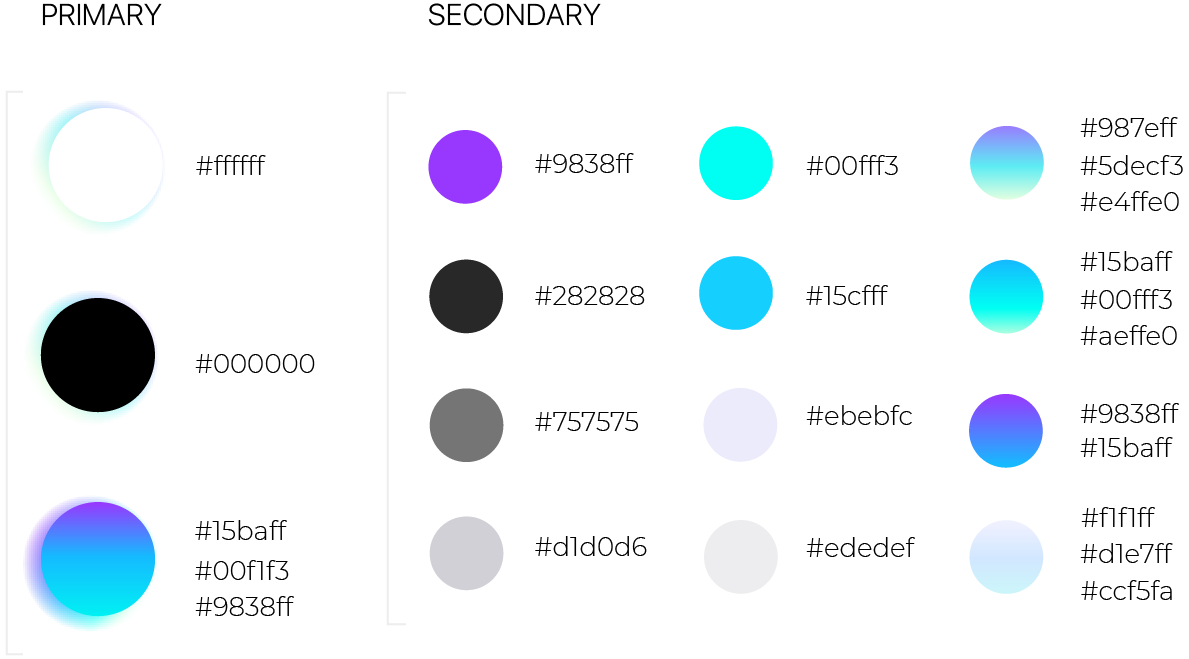 PRIMARY
#ffffff
#000000
#15baff
#00f1f3
#9838ff
SECONDARY
#9838ff
#282828
#757575
#d1d0d6
#00fff3
#15cfff
#ebebfc
#ededef
#987eff
#5decf3
#e4ffe0
#15baff
#00fff3
#aeffe0
#9838ff
#15baff
#f1f1ff
#d1e7ff
#ccf5fa